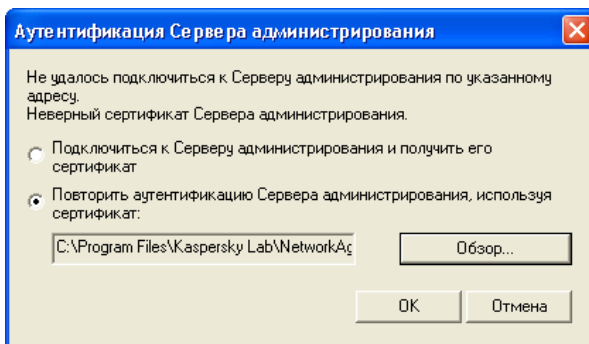 Аутентификация Сервера администрирования
Не удалось подключиться к Серверу администрирования по указанному
адресу.
Неверный сертификат Сервера администрирования.
Подключиться к Серверу администрирования и получить его
сертификат
Повторить аутентификацию Сервера администрирования, используя
сертификат:
C:\Program Files\Kaspersky Lab\NetworkAg
Обзор...
OK
Отмена